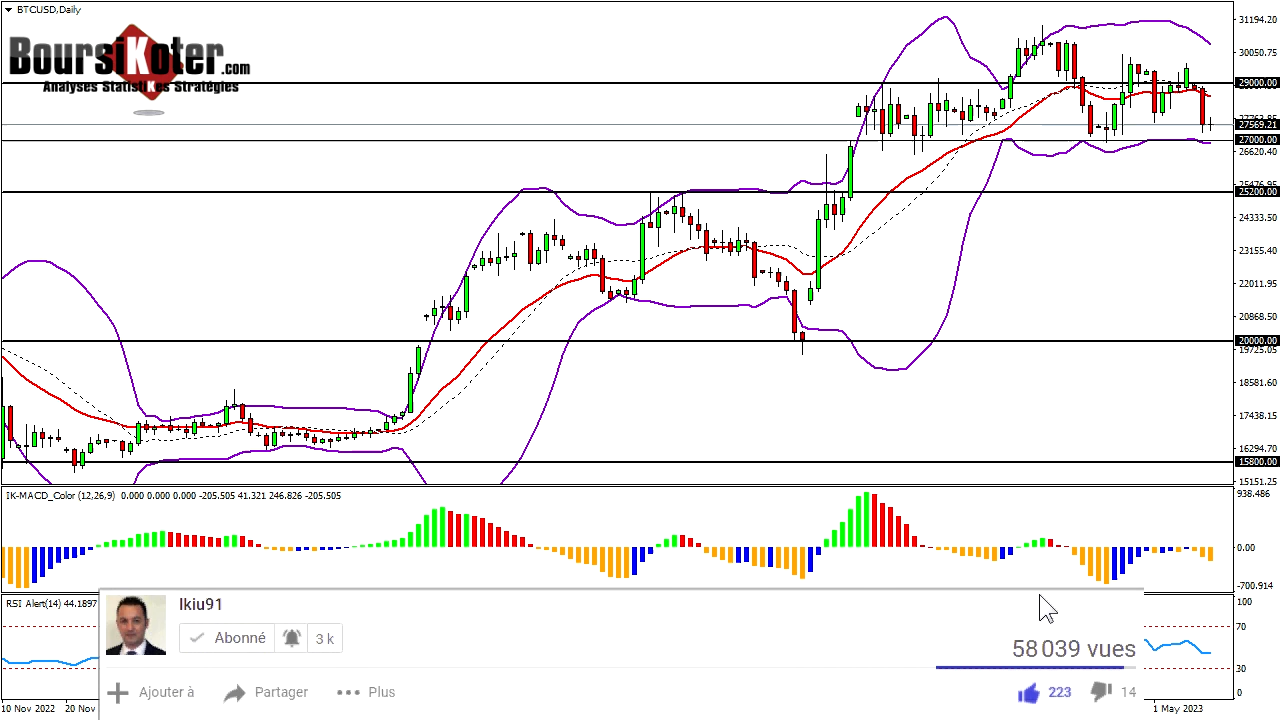 BTCUSD,Daily
BoursiKoter.com
Analyses StatistiKes Stratégies
31194.20
30050.75
29000.00
27569.21
27000.00
26620.40
25476.95
25200.00
24333.50
23155.40
22011.95
20868.50
20000.00
19725.05
18581.60
17438.15
16294.70
15800.00
15151.25
IK-MACD_Color (12,26,9) 0.000 0.000 0.000 -205.505 41.321 246.826 -205.505
938.486
0.00
-700.914
RSI Alert(14) 44.1897
100
70
30
0
Ikiu91
Abonné
3 k
58 039 vues
Ajouter à
Partager
Plus
223
14
10 Nov 2022
20 Nov
1 May 2023